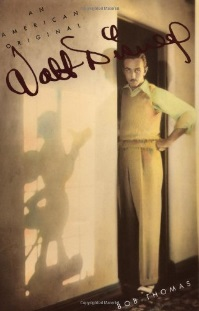 AN
AMERICAN
ORIGINAL
Walt Disney
BOB THOMAS